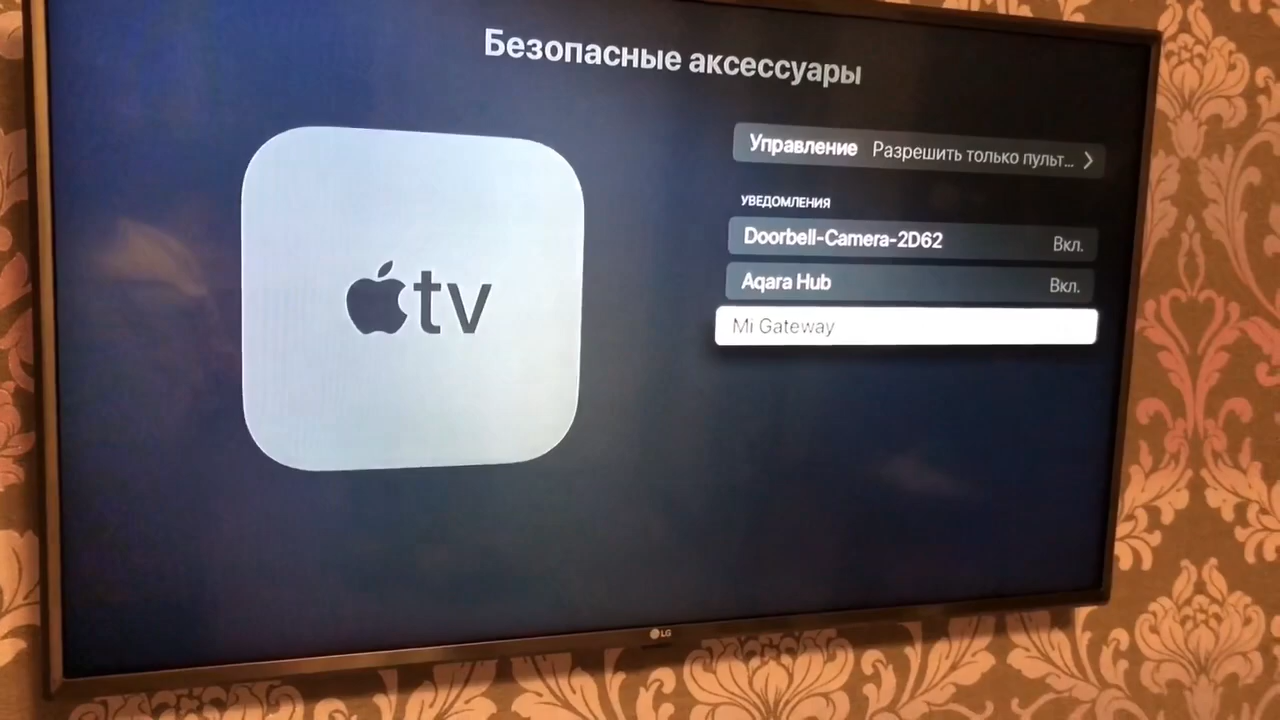 Безопасные аксессуары
tv
Управление Разрешить только пульт... >
УВЕДОМЛЕНИЯ
Doorbell-Camera-2D62 Вкл.
Aqara Hub Вкл.
Mi Gateway
LG